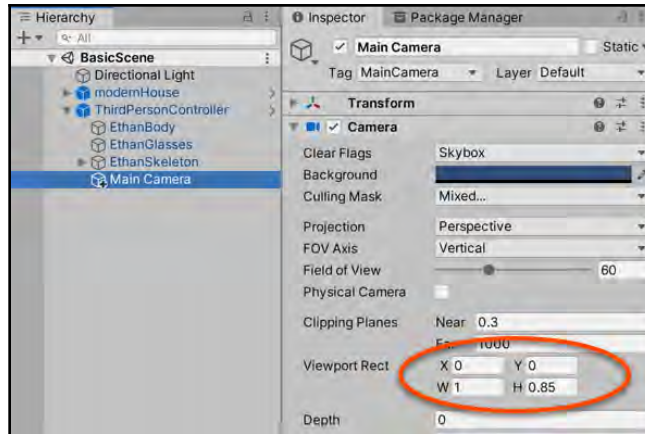 Hierarchy
All
BasicScene
Directional Light
modernHouse
ThirdPersonController
EthanBody
EthanGlasses
EthanSkeleton
Main Camera
Inspector Package Manager
Main Camera Static
Tag MainCamera Layer Default
Transform
Camera
Clear Flags Skybox
Background
Culling Mask Mixed...
Projection Perspective
FOV Axis Vertical
Field of View 60
Physical Camera
Clipping Planes Near 0.3
Far 1000
Viewport Rect X 0 Y 0
W 1 H 0.85
Depth 0